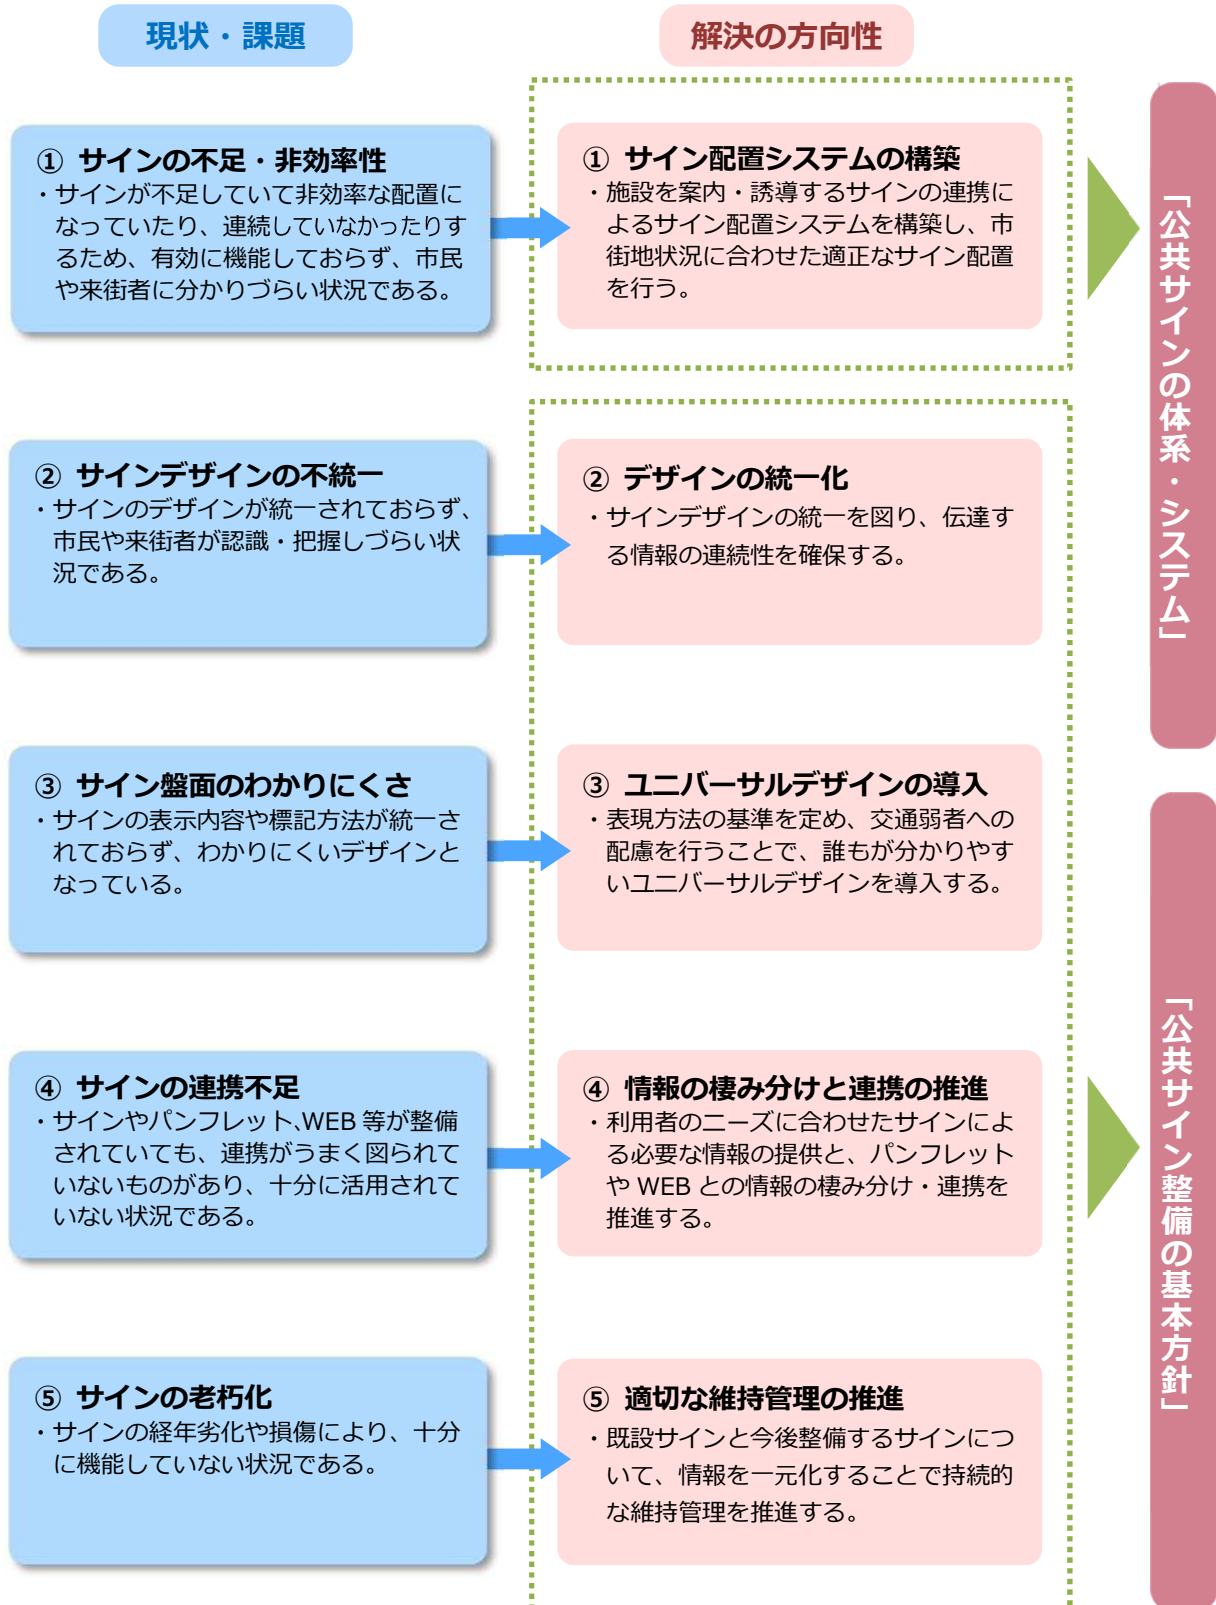 現状・課題
解決の方向性
① サインの不足・非効率性
・サインが不足していて非効率な配置に
なっていたり、連続していなかったりす
るため、有効に機能しておらず、市民
や来街者に分かりづらい状況である。
① サイン配置システムの構築
・施設を案内・誘導するサインの連携に
よるサイン配置システムを構築し、市
街地状況に合わせた適正なサイン配置
を行う。
「公共サインの体系・システム」
② サインデザインの不統一
・サインのデザインが統一されておらず、
市民や来街者が認識・把握しづらい状
況である。
② デザインの統一化
・サインデザインの統一を図り、伝達す
る情報の連続性を確保する。
③ サイン盤面のわかりにくさ
・サインの表示内容や標記方法が統一さ
れておらず、わかりにくいデザインと
なっている。
③ ユニバーサルデザインの導入
・表現方法の基準を定め、交通弱者への
配慮を行うことで、誰もが分かりやす
いユニバーサルデザインを導入する。
④ サインの連携不足
・サインやパンフレット、WEB 等が整備
されていても、連携がうまく図られて
いないものがあり、十分に活用されて
いない状況である。
④ 情報の棲み分けと連携の推進
・利用者のニーズに合わせたサインによ
る必要な情報の提供と、パンフレット
や WEB との情報の棲み分け・連携を
推進する。
「公共サイン整備の基本方針」
⑤ サインの老朽化
・サインの経年劣化や損傷により、十分
に機能していない状況である。
⑤ 適切な維持管理の推進
・既設サインと今後整備するサインにつ
いて、情報を一元化することで持続的
な維持管理を推進する。